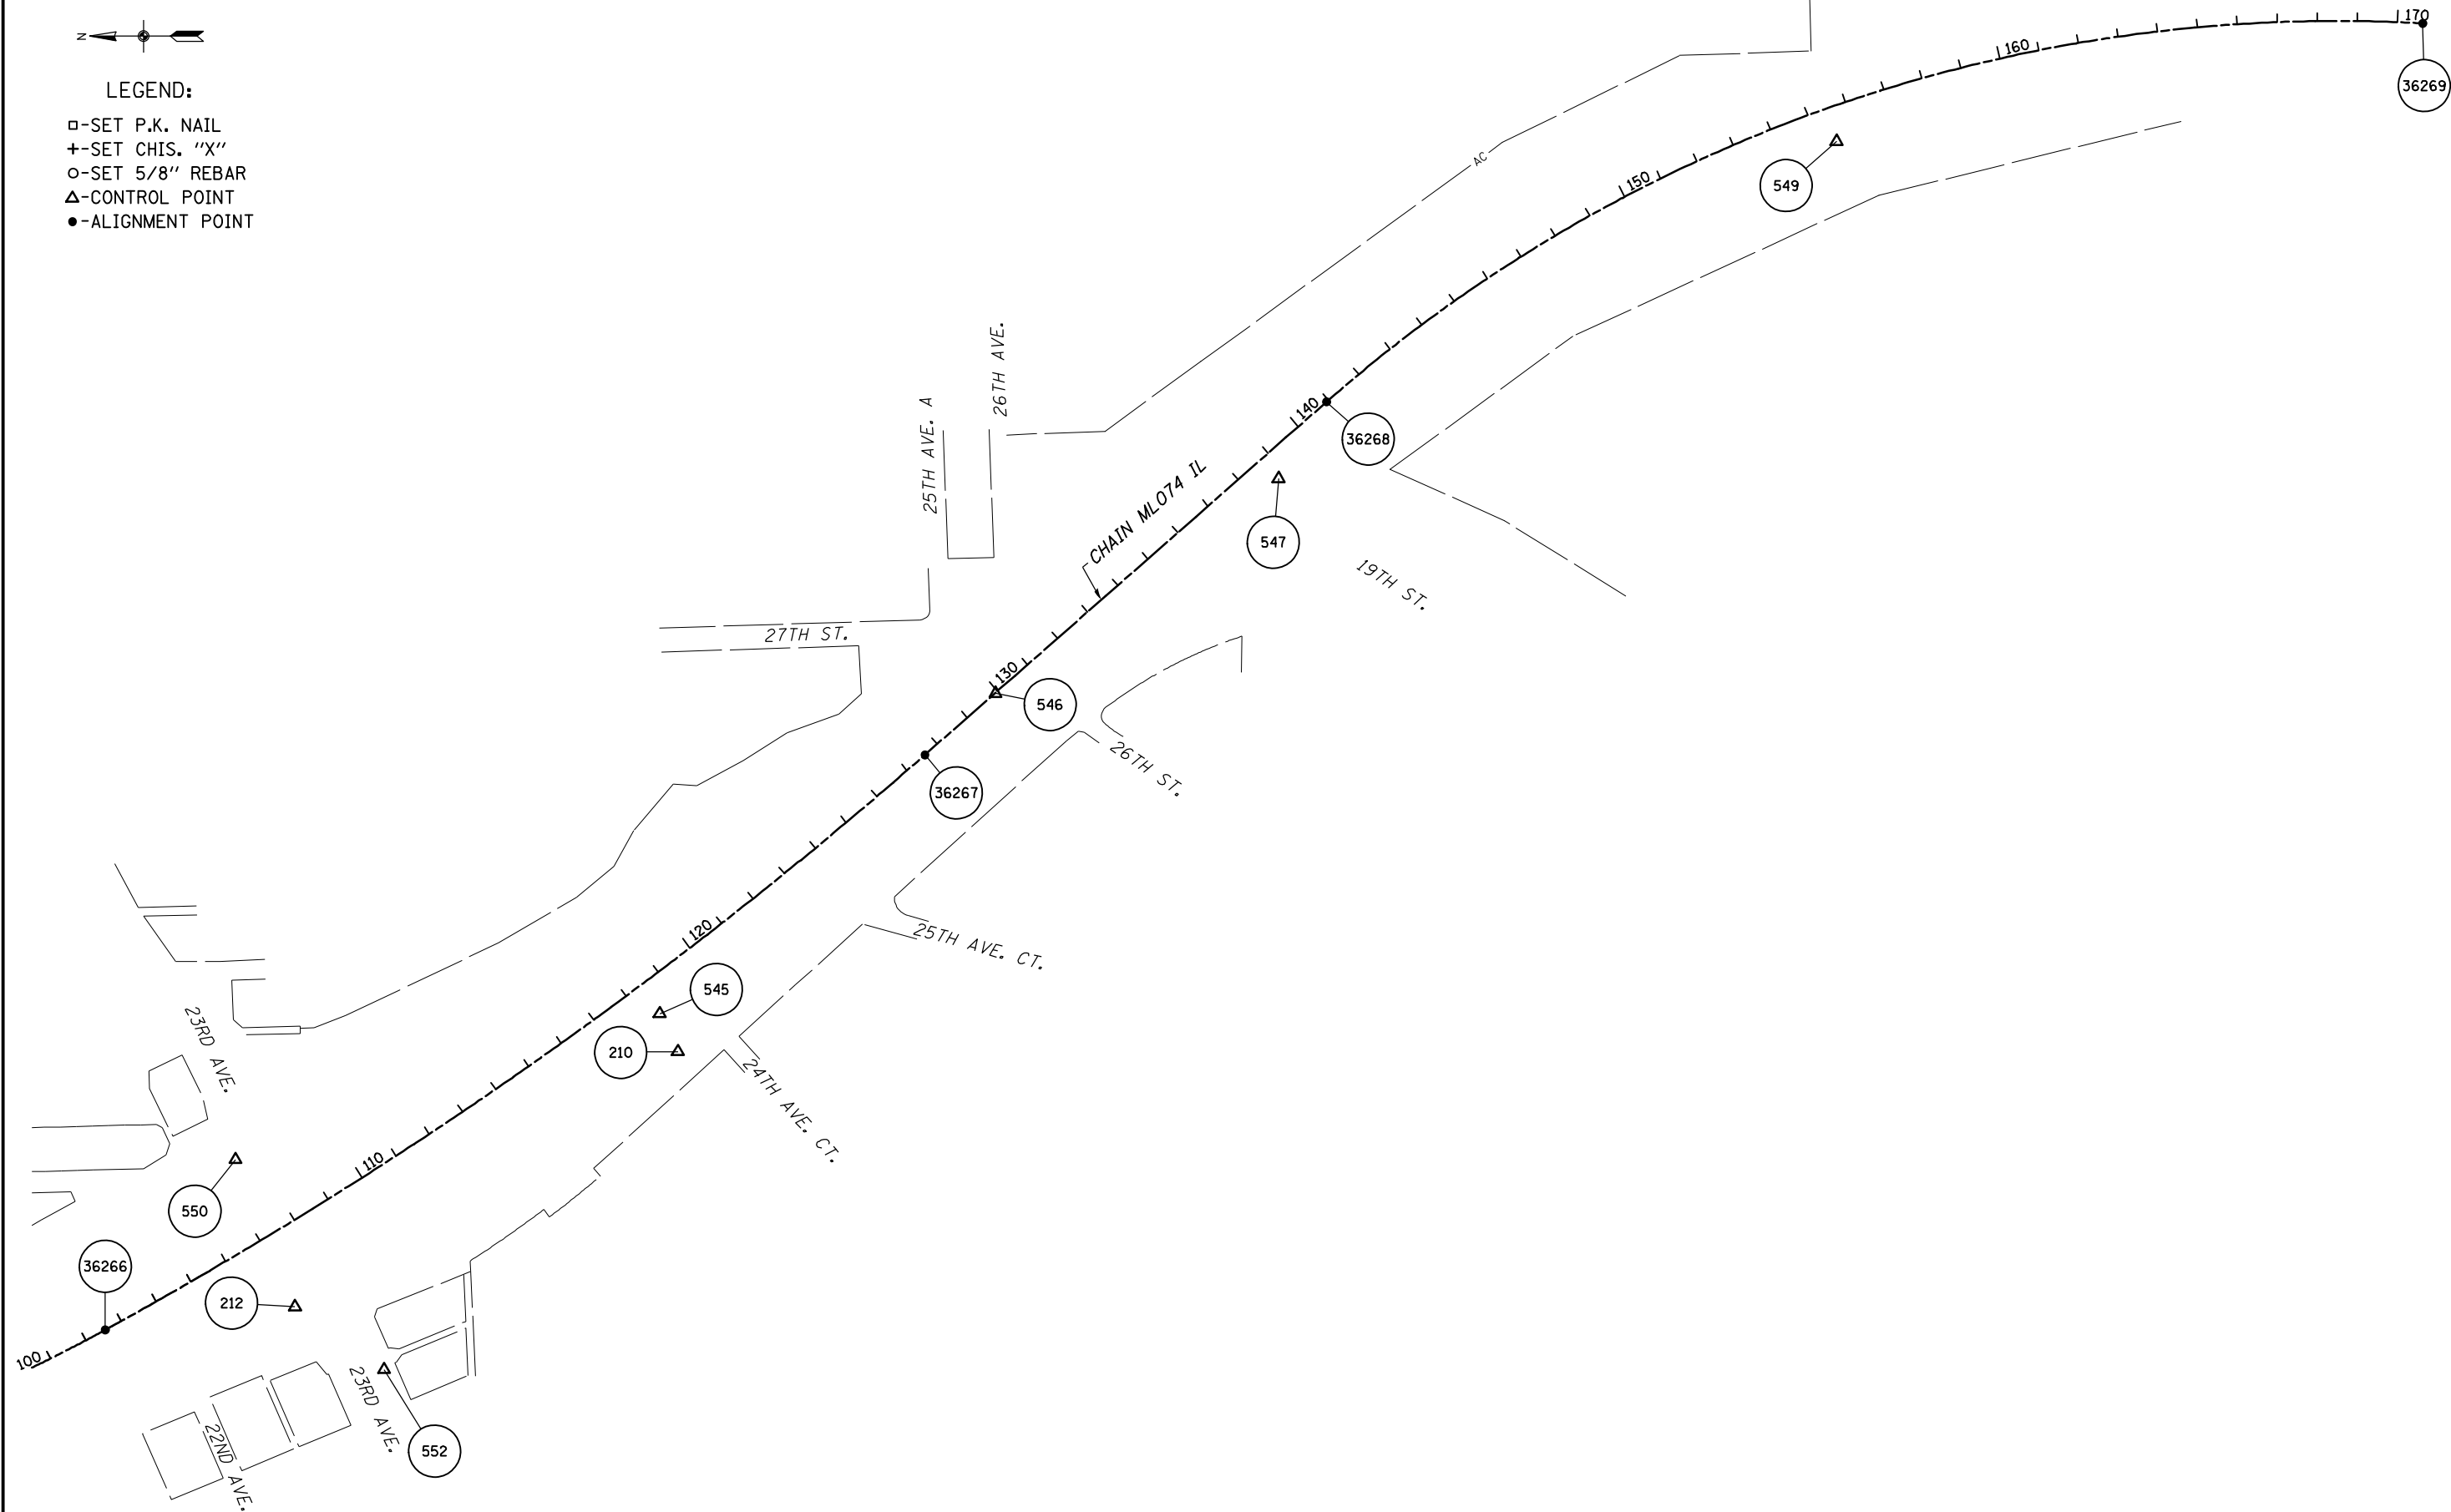 N
LEGEND:
-SET P.K. NAIL
-SET CHIS. "X"
-SET 5/8" REBAR
-CONTROL POINT
-ALIGNMENT POINT
170
36269
160
AC
150
549
26TH AVE.
25TH AVE. A
140
36268
CHAIN ML074 IL
547
19TH ST.
27TH ST.
130
546
26TH ST.
36267
120
25TH AVE. CT.
545
23RD AVE.
210
24TH AVE. CT.
110
550
36266
212
100
23RD AVE.
22ND AVE.
552